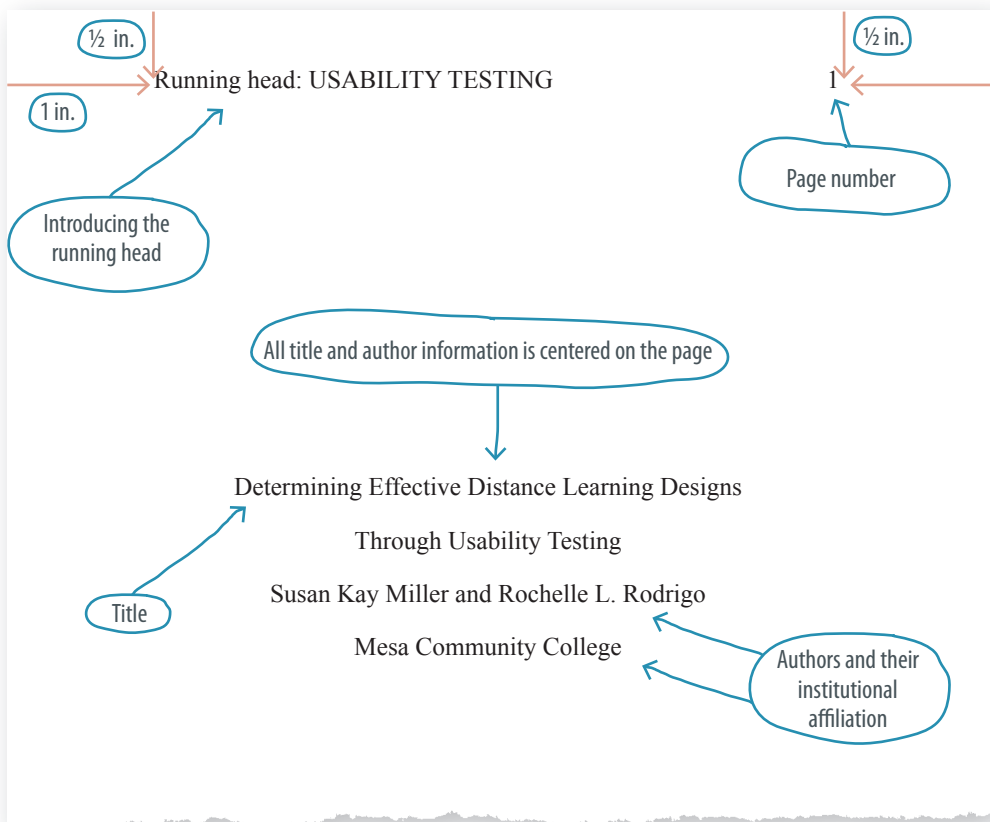 ½ in.
½ in.
Running head: USABILITY TESTING
1
1 in.
Page number
Introducing the
running head
All title and author information is centered on the page
Determining Effective Distance Learning Designs
Through Usability Testing
Title
Susan Kay Miller and Rochelle L. Rodrigo
Mesa Community College
Authors and their
institutional
affiliation